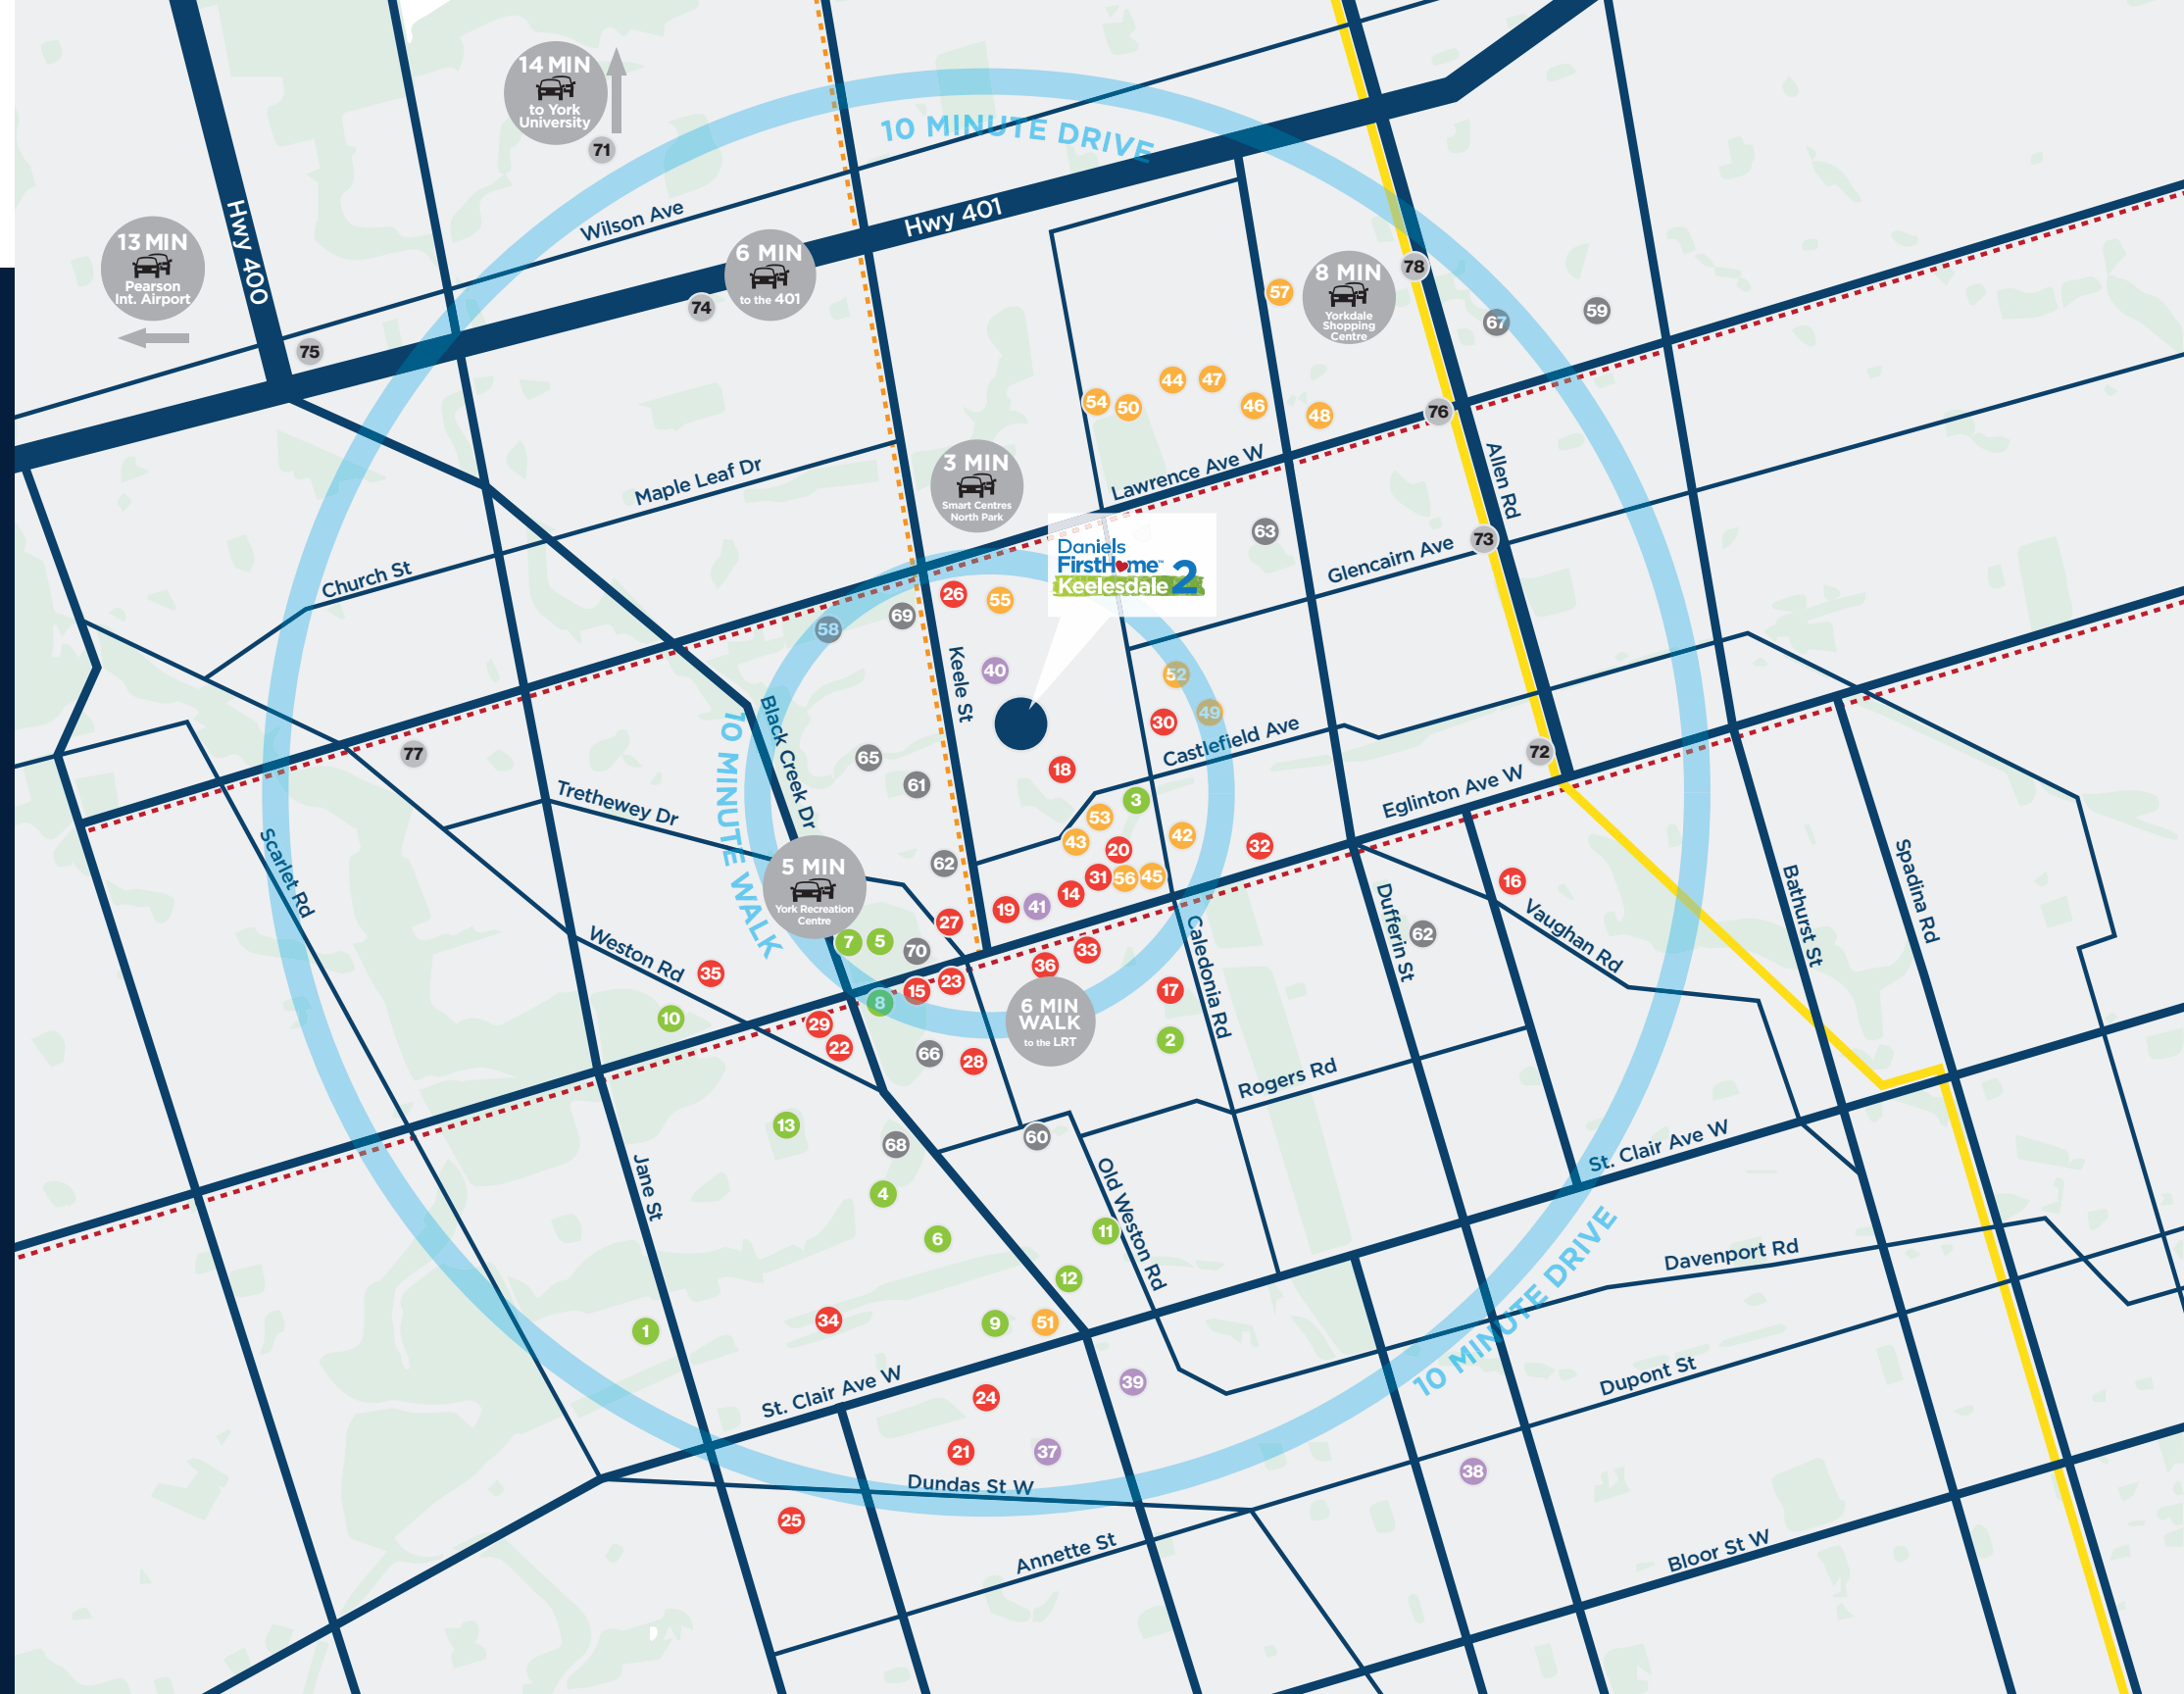 14 MIN
to York
University
71
10 MINUTE DRIVE
Wilson Ave
Hwy 401
Hwy 400
13 MIN
Pearson
Int. Airport
6 MIN
to the 401
74
75
8 MIN
Yorkdale
Shopping
Centre
78
57
67
59
44
47
54
50
46
48
76
Maple Leaf Dr
3 MIN
Smart Centres
North Park
Lawrence Ave W
Allen Rd
63
73
Glencairn Ave
Daniels
FirstHome™
Keelesdale 2
Church St
26
55
69
58
40
Keele St
52
49
30
Castlefield Ave
72
77
Black Creek Dr
10 MINUTE WALK
65
61
18
Trethewey Dr
3
53
43
42
20
32
Eglinton Ave W
Scarlet Rd
5 MIN
York Recreation
Centre
62
31
56
45
14
19
41
27
16
Vaughan Rd
Bathurst St
Spadina Rd
Dufferin St
62
7
5
70
33
36
23
15
8
Weston Rd
35
10
29
22
66
28
6 MIN
WALK
to the LRT
17
2
Caledonia Rd
Rogers Rd
13
68
60
Jane St
4
6
11
12
Old Weston Rd
St. Clair Ave W
Davenport Rd
10 MINUTE DRIVE
1
34
9
51
St. Clair Ave W
24
39
Dupont St
21
37
38
Dundas St W
25
Annette St
Bloor St W